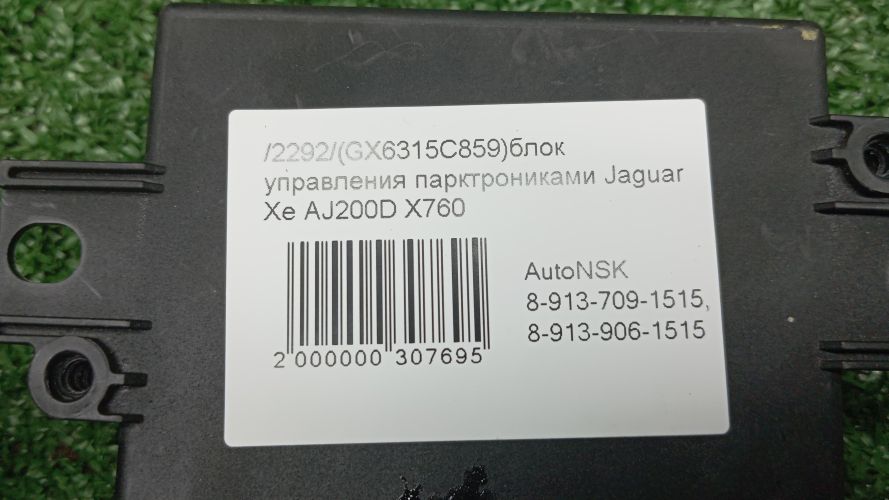 /2292/(GX6315C859)блок
управления парктрониками Jaguar
Xe AJ200D X760
AutoNSK
8-913-709-1515,
8-913-906-1515
2 000000 307695